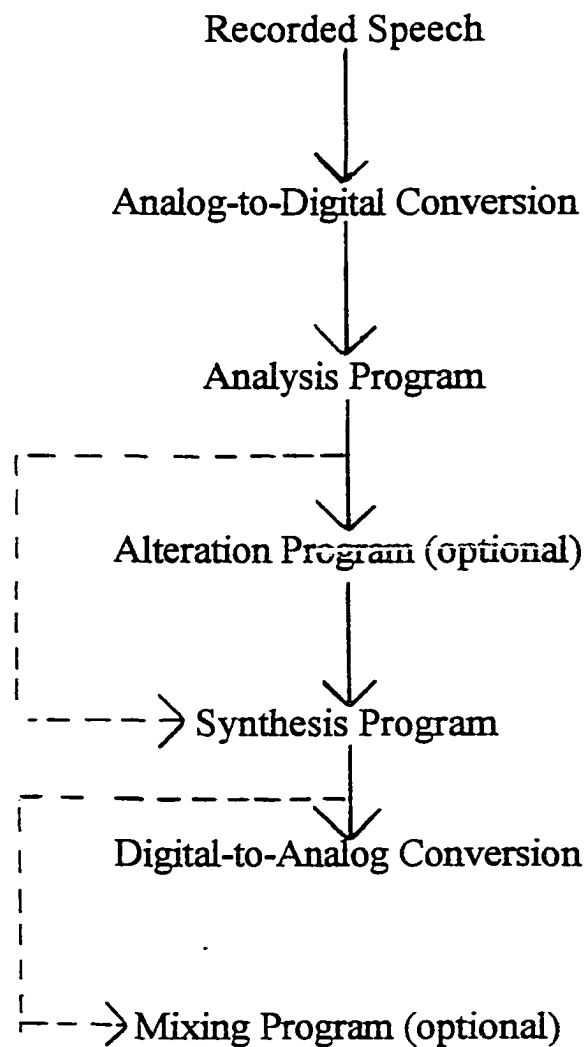 Recorded Speech
Analog-to-Digital Conversion
Analysis Program
Alteration Program (optional)
Synthesis Program
Digital-to-Analog Conversion
Mixing Program (optional)